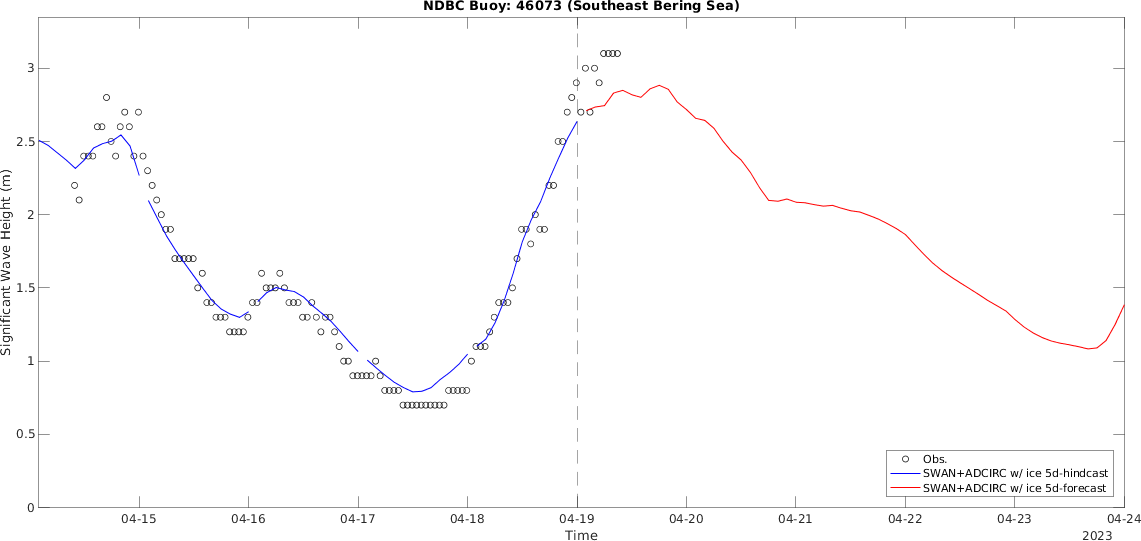 NDBC Buoy: 46073 (Southeast Bering Sea)
3
2.5
2
1.5
1
0.5
0
Significant Wave Height (m)
Obs.
SWAN+ADCIRC w/ ice 5d-hindcast
SWAN+ADCIRC w/ ice 5d-forecast
04-15 04-16 04-17 04-18 04-19 04-20 04-21 04-22 04-23 04-24
Time
2023